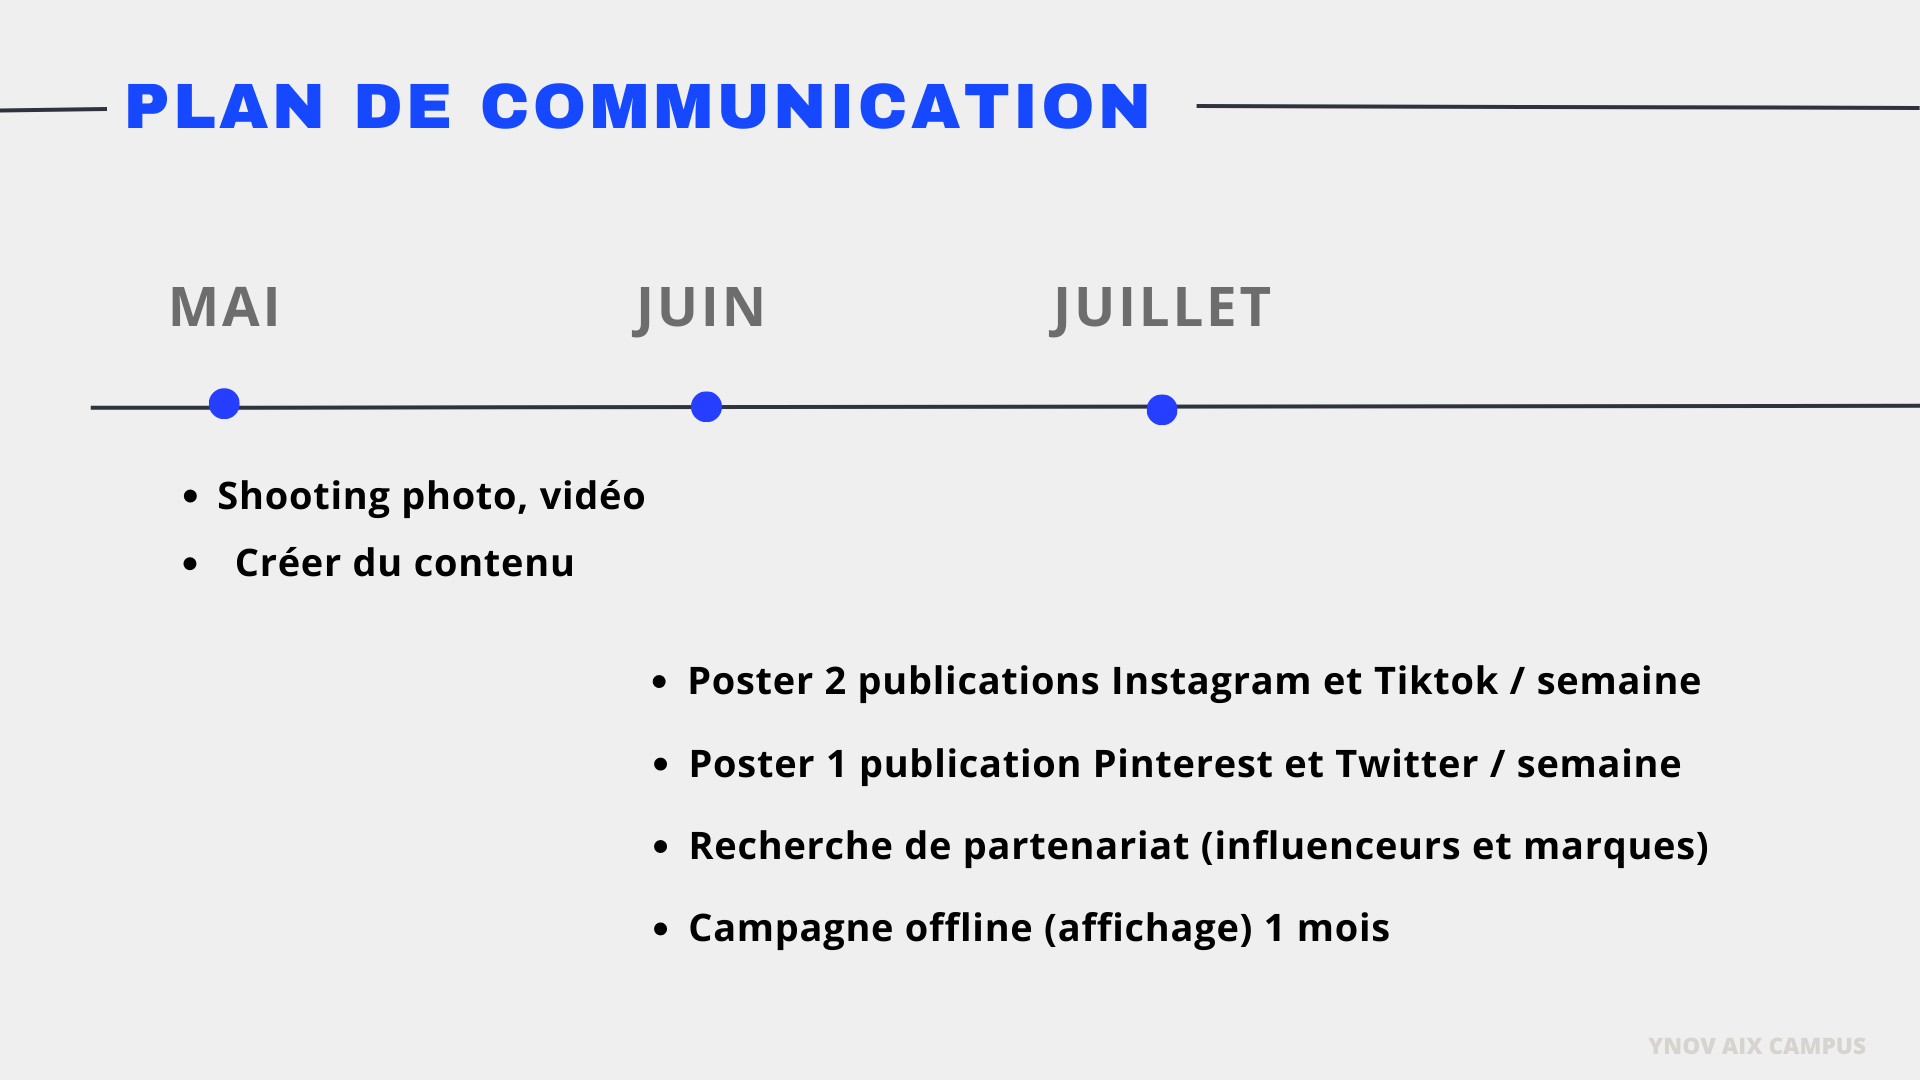 PLAN DE COMMUNICATION
MAI
JUIN
JUILLET
Shooting photo, vidéo
Créer du contenu
Poster 2 publications Instagram et Tiktok / semaine
Poster 1 publication Pinterest et Twitter / semaine
Recherche de partenariat (influenceurs et marques)
Campagne offline (affichage) 1 mois
YNOV AIX CAMPUS